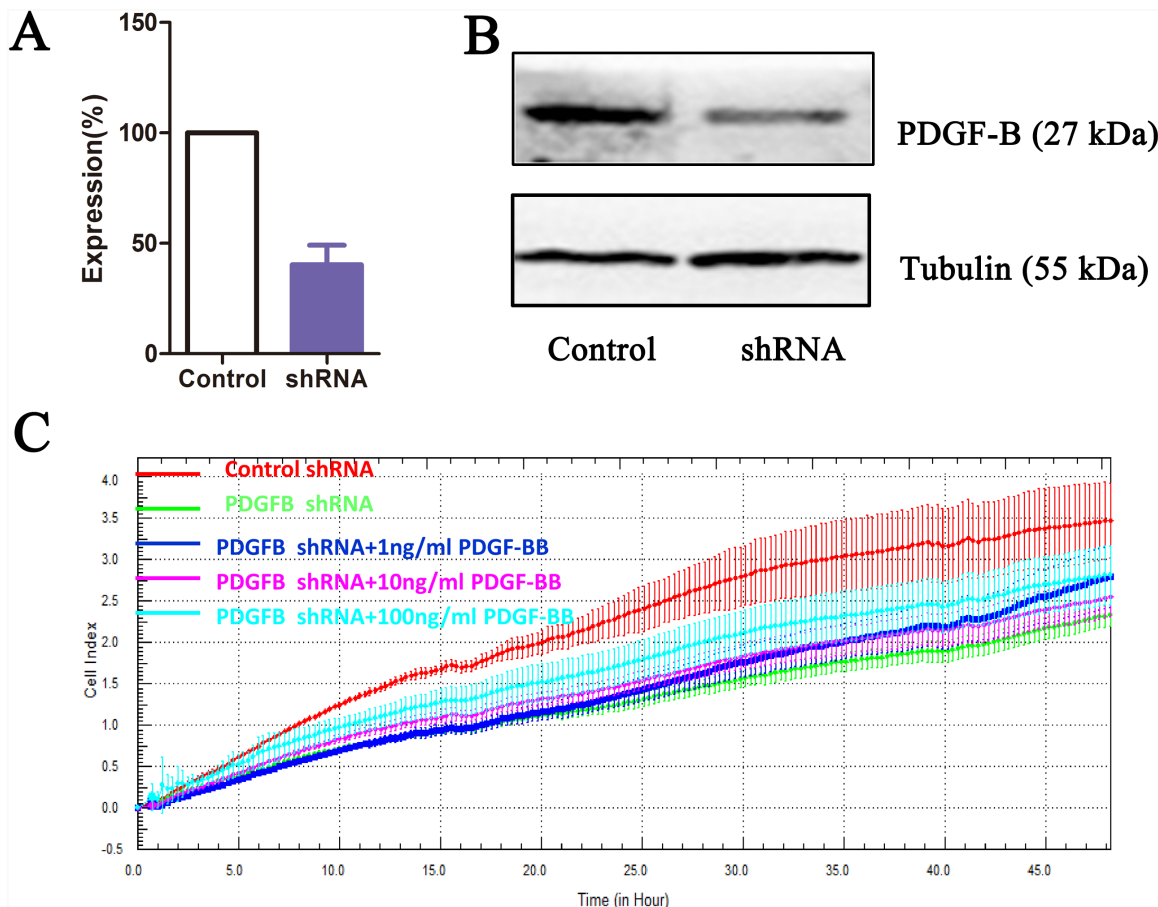 A
150
100
50
0
Expression(%)
Control shRNA
B
PDGF-B (27 kDa)
Tubulin (55 kDa)
Control shRNA
C
Control shRNA
PDGFB shRNA
PDGFB shRNA+1ng/ml PDGF-BB
PDGFB shRNA+10ng/ml PDGF-BB
PDGFB shRNA+100ng/ml PDGF-BB
4.0
3.5
3.0
2.5
2.0
1.5
1.0
0.5
0.0
-0.5
Cell Index
0.0 5.0 10.0 15.0 20.0 25.0 30.0 35.0 40.0 45.0
Time (in Hour)